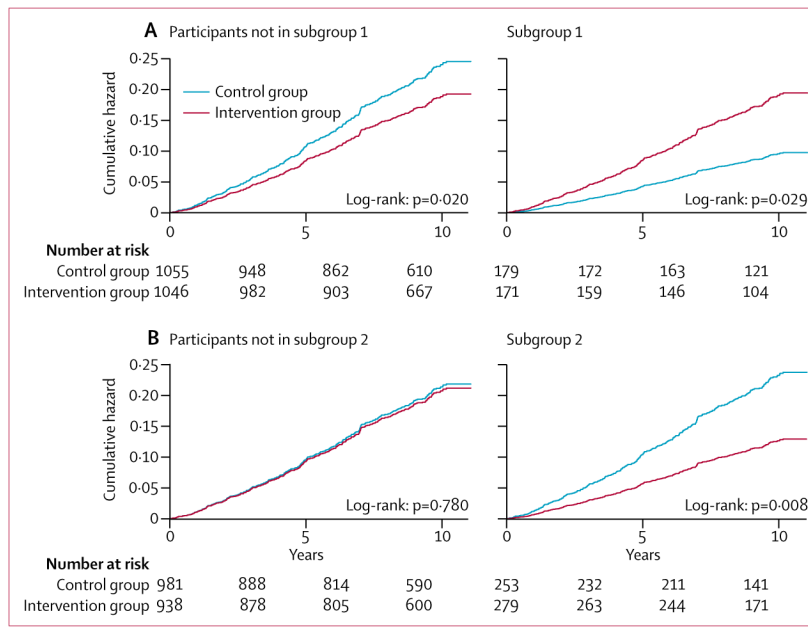 A Participants not in subgroup 1
Subgroup 1
Cumulative hazard
0·25
0·20
0·15
0·10
0·05
0
Control group
Intervention group
Log-rank: p=0·020
0 5 10
Log-rank: p=0·029
0 5 10
Number at risk
Control group 1055 948 862 610 179 172 163 121
Intervention group 1046 982 903 667 171 159 146 104
B Participants not in subgroup 2
Subgroup 2
Cumulative hazard
0·25
0·20
0·15
0·10
0·05
0
Log-rank: p=0·780
0 5 10
Years
Log-rank: p=0·008
0 5 10
Years
Number at risk
Control group 981 888 814 590 253 232 211 141
Intervention group 938 878 805 600 279 263 244 171